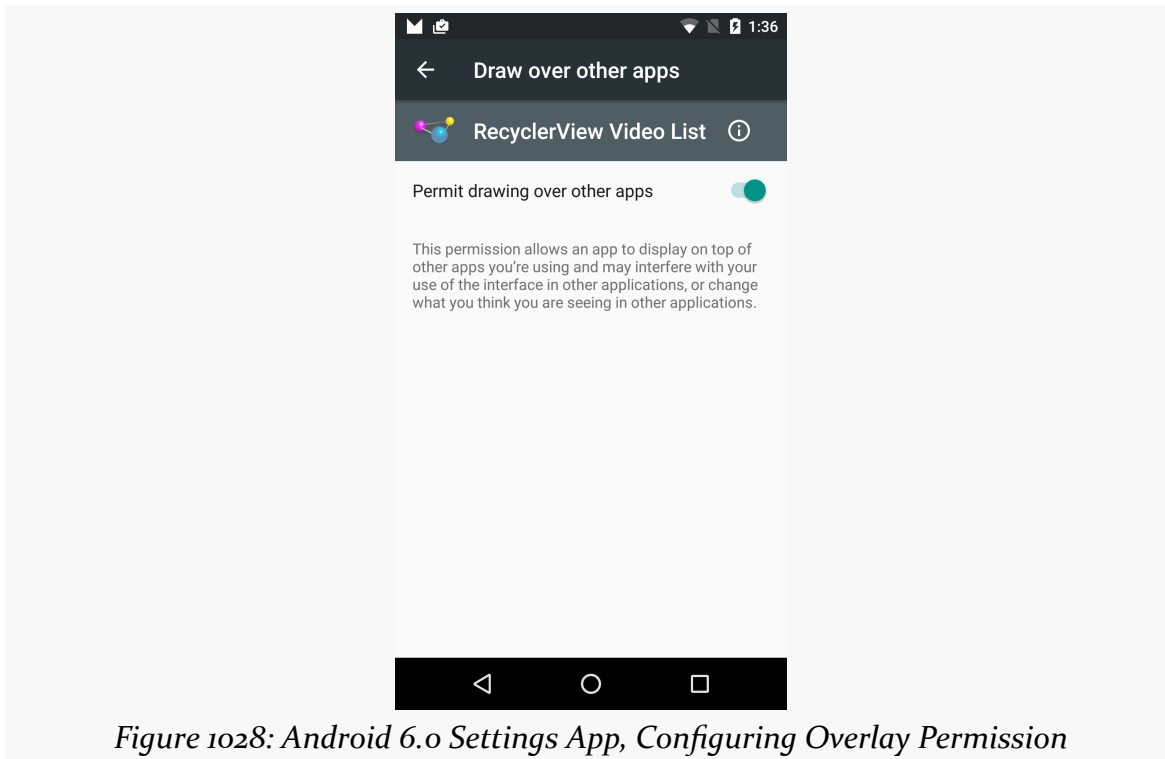 1:36
Draw over other apps
RecyclerView Video List
Permit drawing over other apps
This permission allows an app to display on top of
other apps you’re using and may interfere with your
use of the interface in other applications, or change
what you think you are seeing in other applications.
Figure 1028: Android 6.0 Settings App, Configuring Overlay Permission